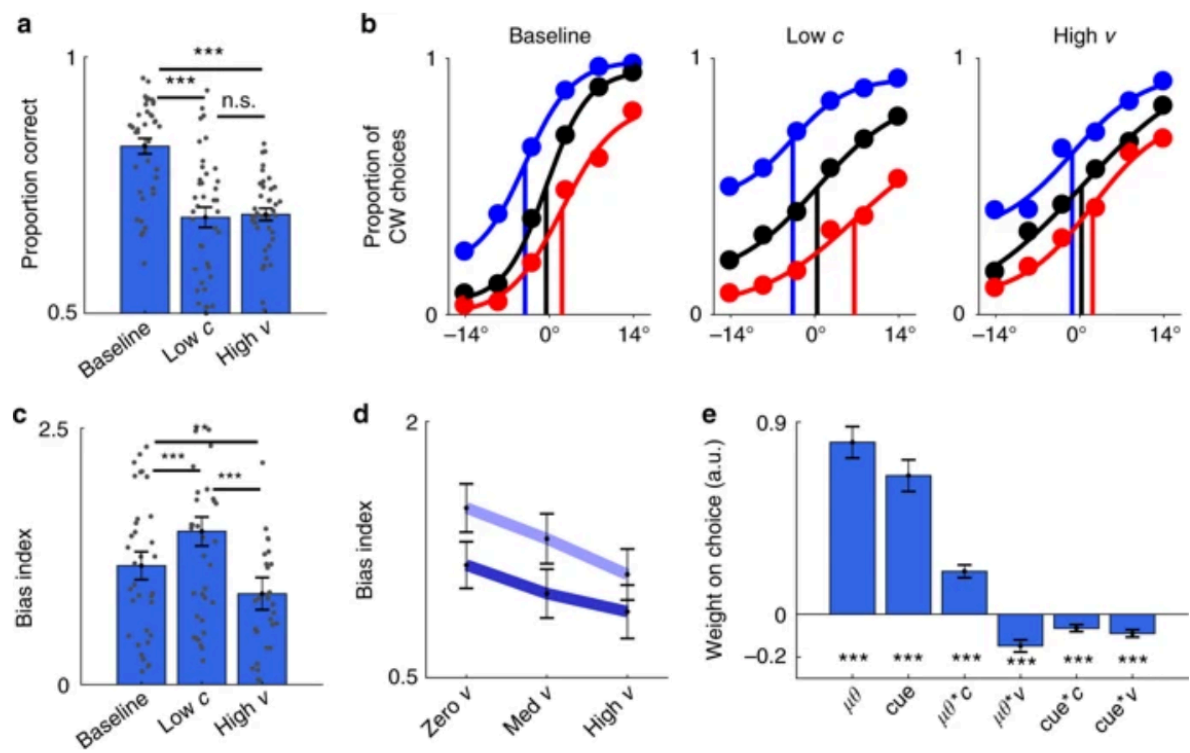 a
1
***
***
n.s.
Proportion correct
0.5
Baseline
Low c
High v
b
Baseline
Low c
High v
1
1
1
Proportion of
CW choices
0
0
0
−14°
0°
14°
−14°
0°
14°
−14°
0°
14°
c
2.5
***
***
Bias index
0
Baseline
Low c
High v
d
2
Bias index
0.5
Zero v
Med v
High v
e
0.9
Weight on choice (a.u.)
0
−0.2
***
***
***
***
***
***
μθ
cue
μθ*c
μθ*v
cue*c
cue*v